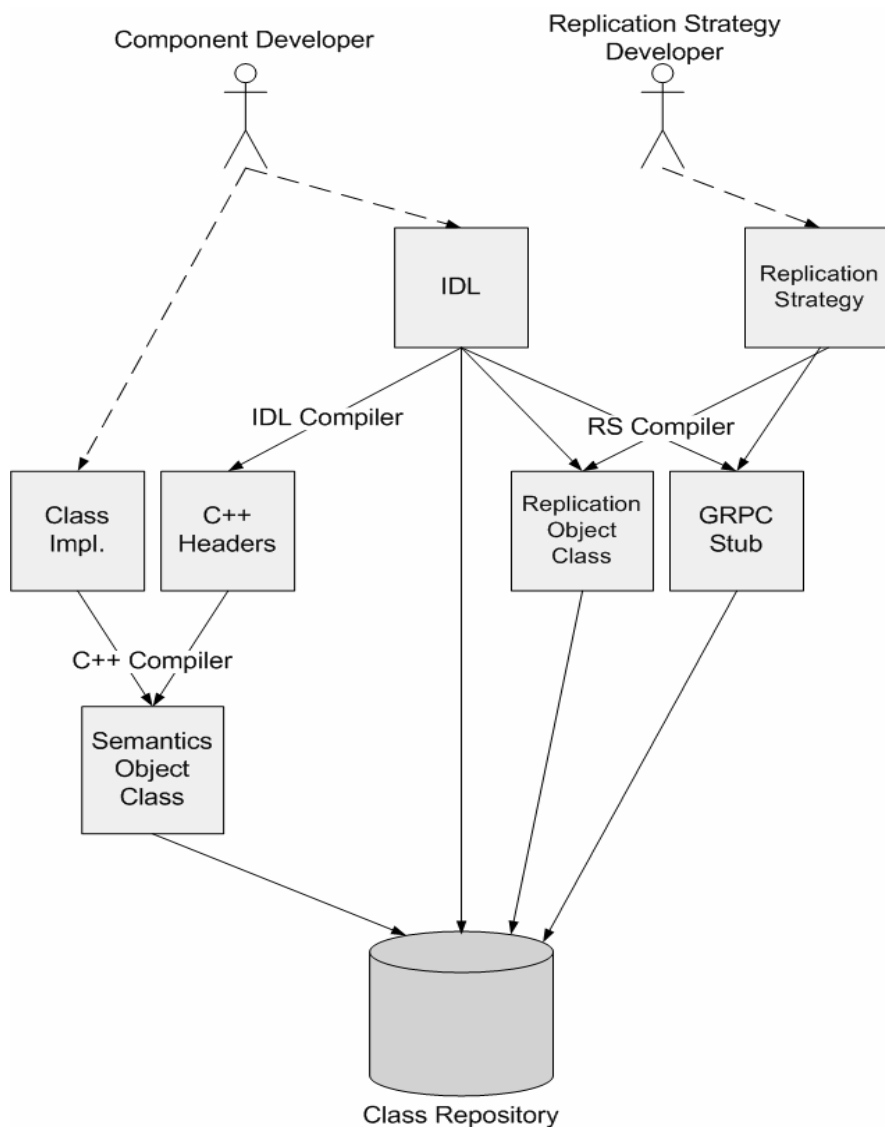 Component Developer
Replication Strategy
Developer
IDL
Replication
Strategy
IDL Compiler
RS Compiler
Class
Impl.
C++
Headers
Replication
Object
Class
GRPC
Stub
C++ Compiler
Semantics
Object
Class
Class Repository